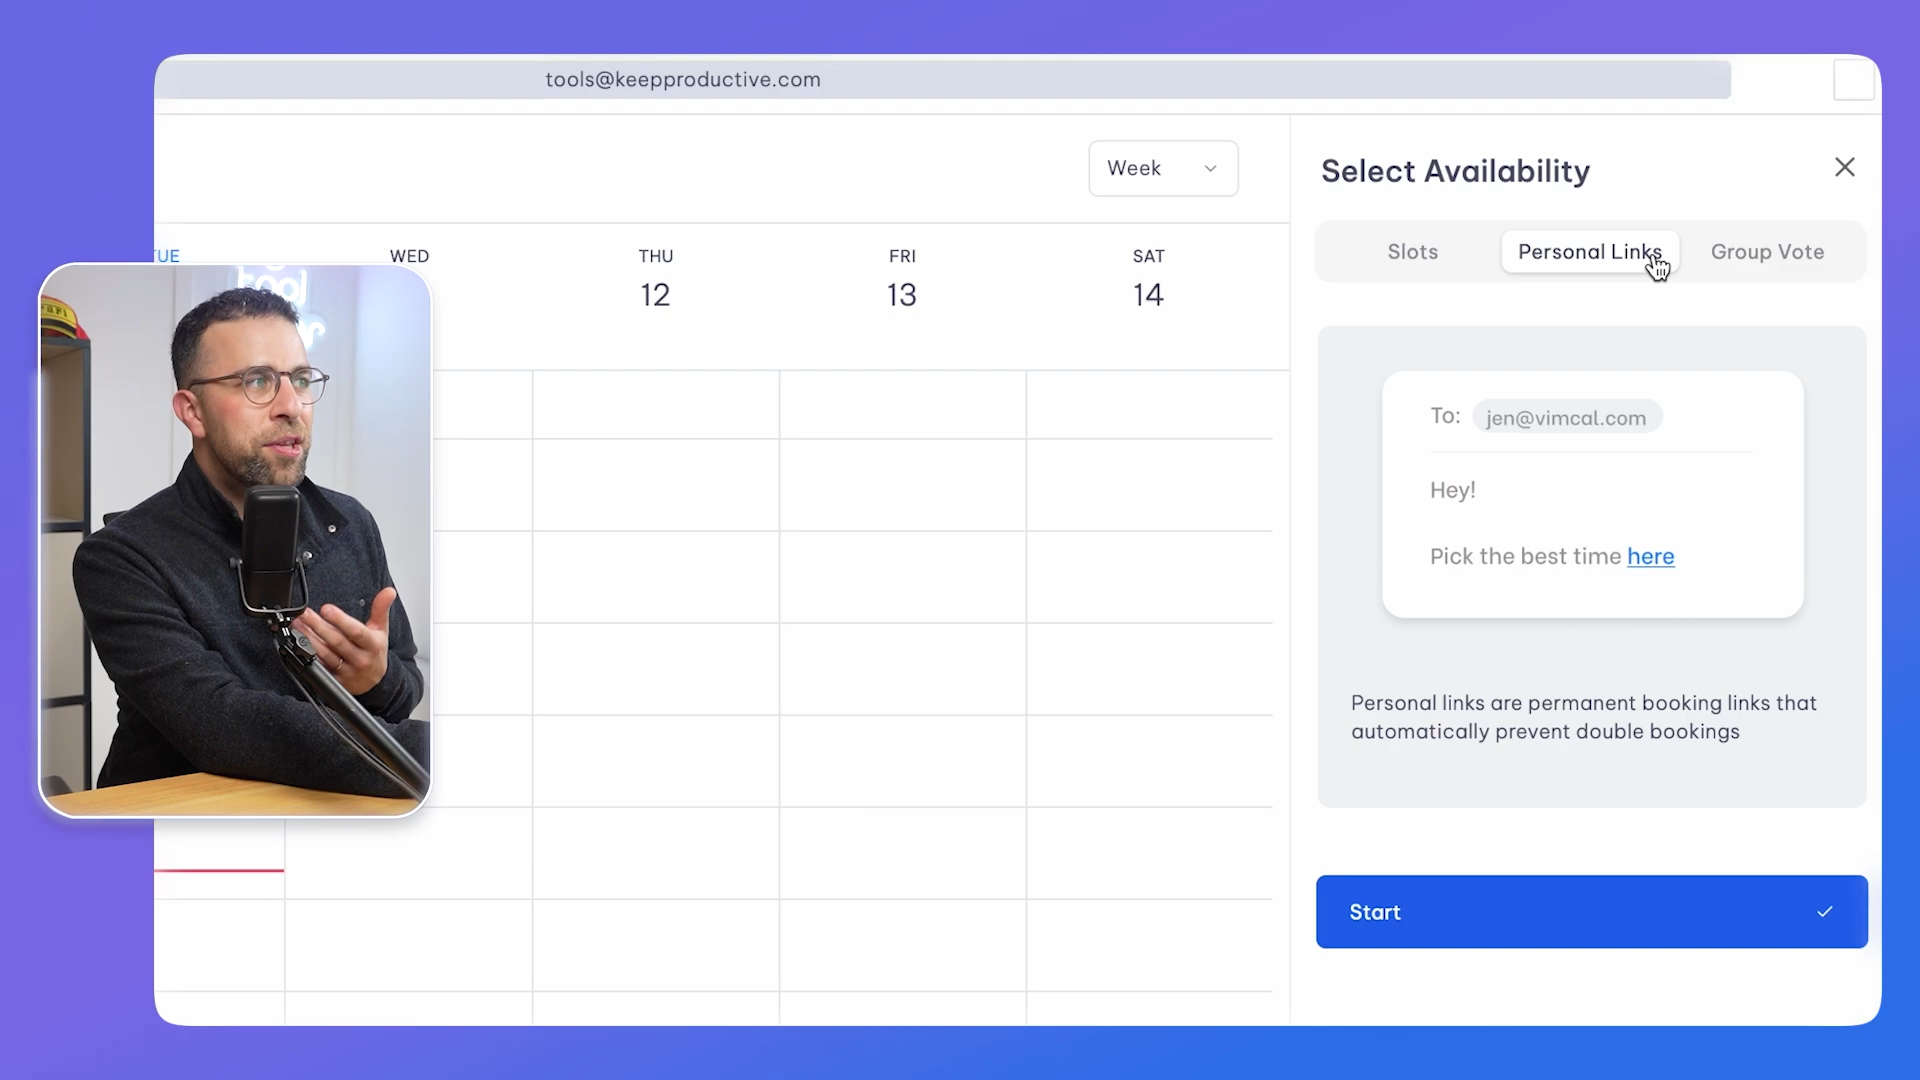 tools@keepproductive.com
Week
Select Availability
Slots
Personal Links
Group Vote
TUE
WED
THU
FRI
SAT
12
13
14
tool
To: jen@vimcal.com
Hey!
Pick the best time here
Personal links are permanent booking links that
automatically prevent double bookings
Start